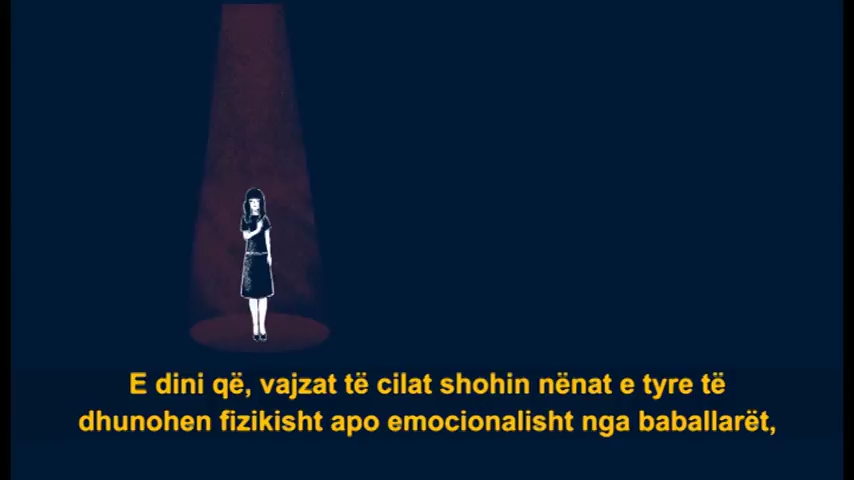 E dini që, vajzat të cilat shohin nënat e tyre të
dhunohen fizikisht apo emocionalisht nga baballarët,